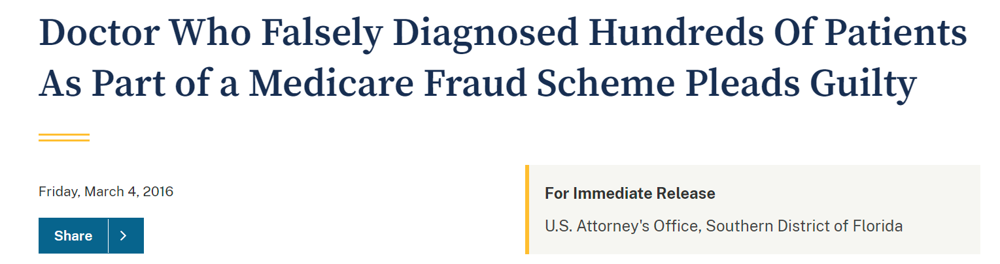 Doctor Who Falsely Diagnosed Hundreds Of Patients
As Part of a Medicare Fraud Scheme Pleads Guilty
Friday, March 4, 2016
Share
For Immediate Release
U.S. Attorney's Office, Southern District of Florida